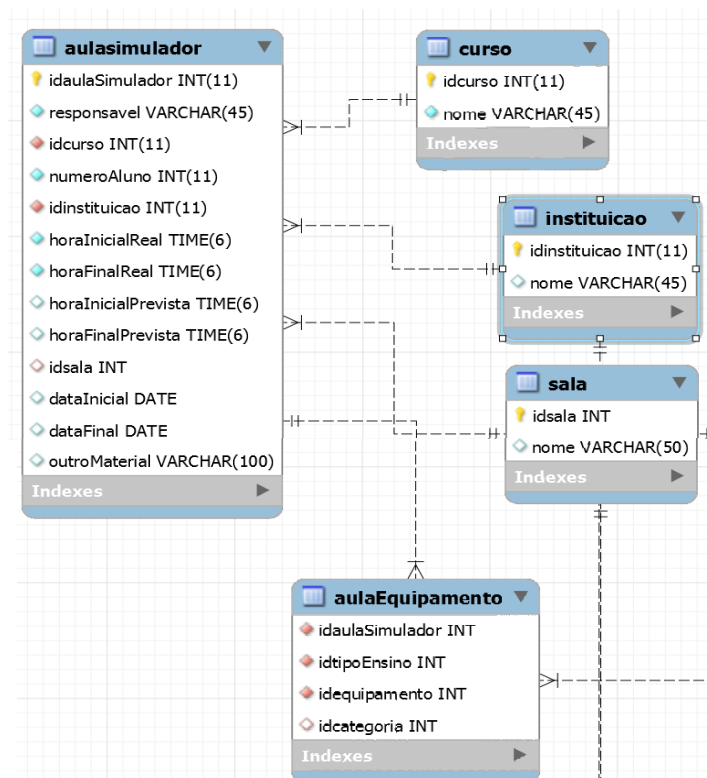 aulasimulador
idaulaSimulador INT(11)
responsavel VARCHAR(45)
idcurso INT(11)
numeroAluno INT(11)
idinstituicao INT(11)
horaInicialReal TIME(6)
horaFinalReal TIME(6)
horaInicialPrevista TIME(6)
horaFinalPrevista TIME(6)
idsala INT
dataInicial DATE
dataFinal DATE
outroMaterial VARCHAR(100)
Indexes
curso
idcurso INT(11)
nome VARCHAR(45)
Indexes
instituicao
idinstituicao INT(11)
nome VARCHAR(45)
Indexes
sala
idsala INT
nome VARCHAR(50)
Indexes
aulaEquipamento
idaulaSimulador INT
idtipoEnsino INT
idequipamento INT
idcategoria INT
Indexes